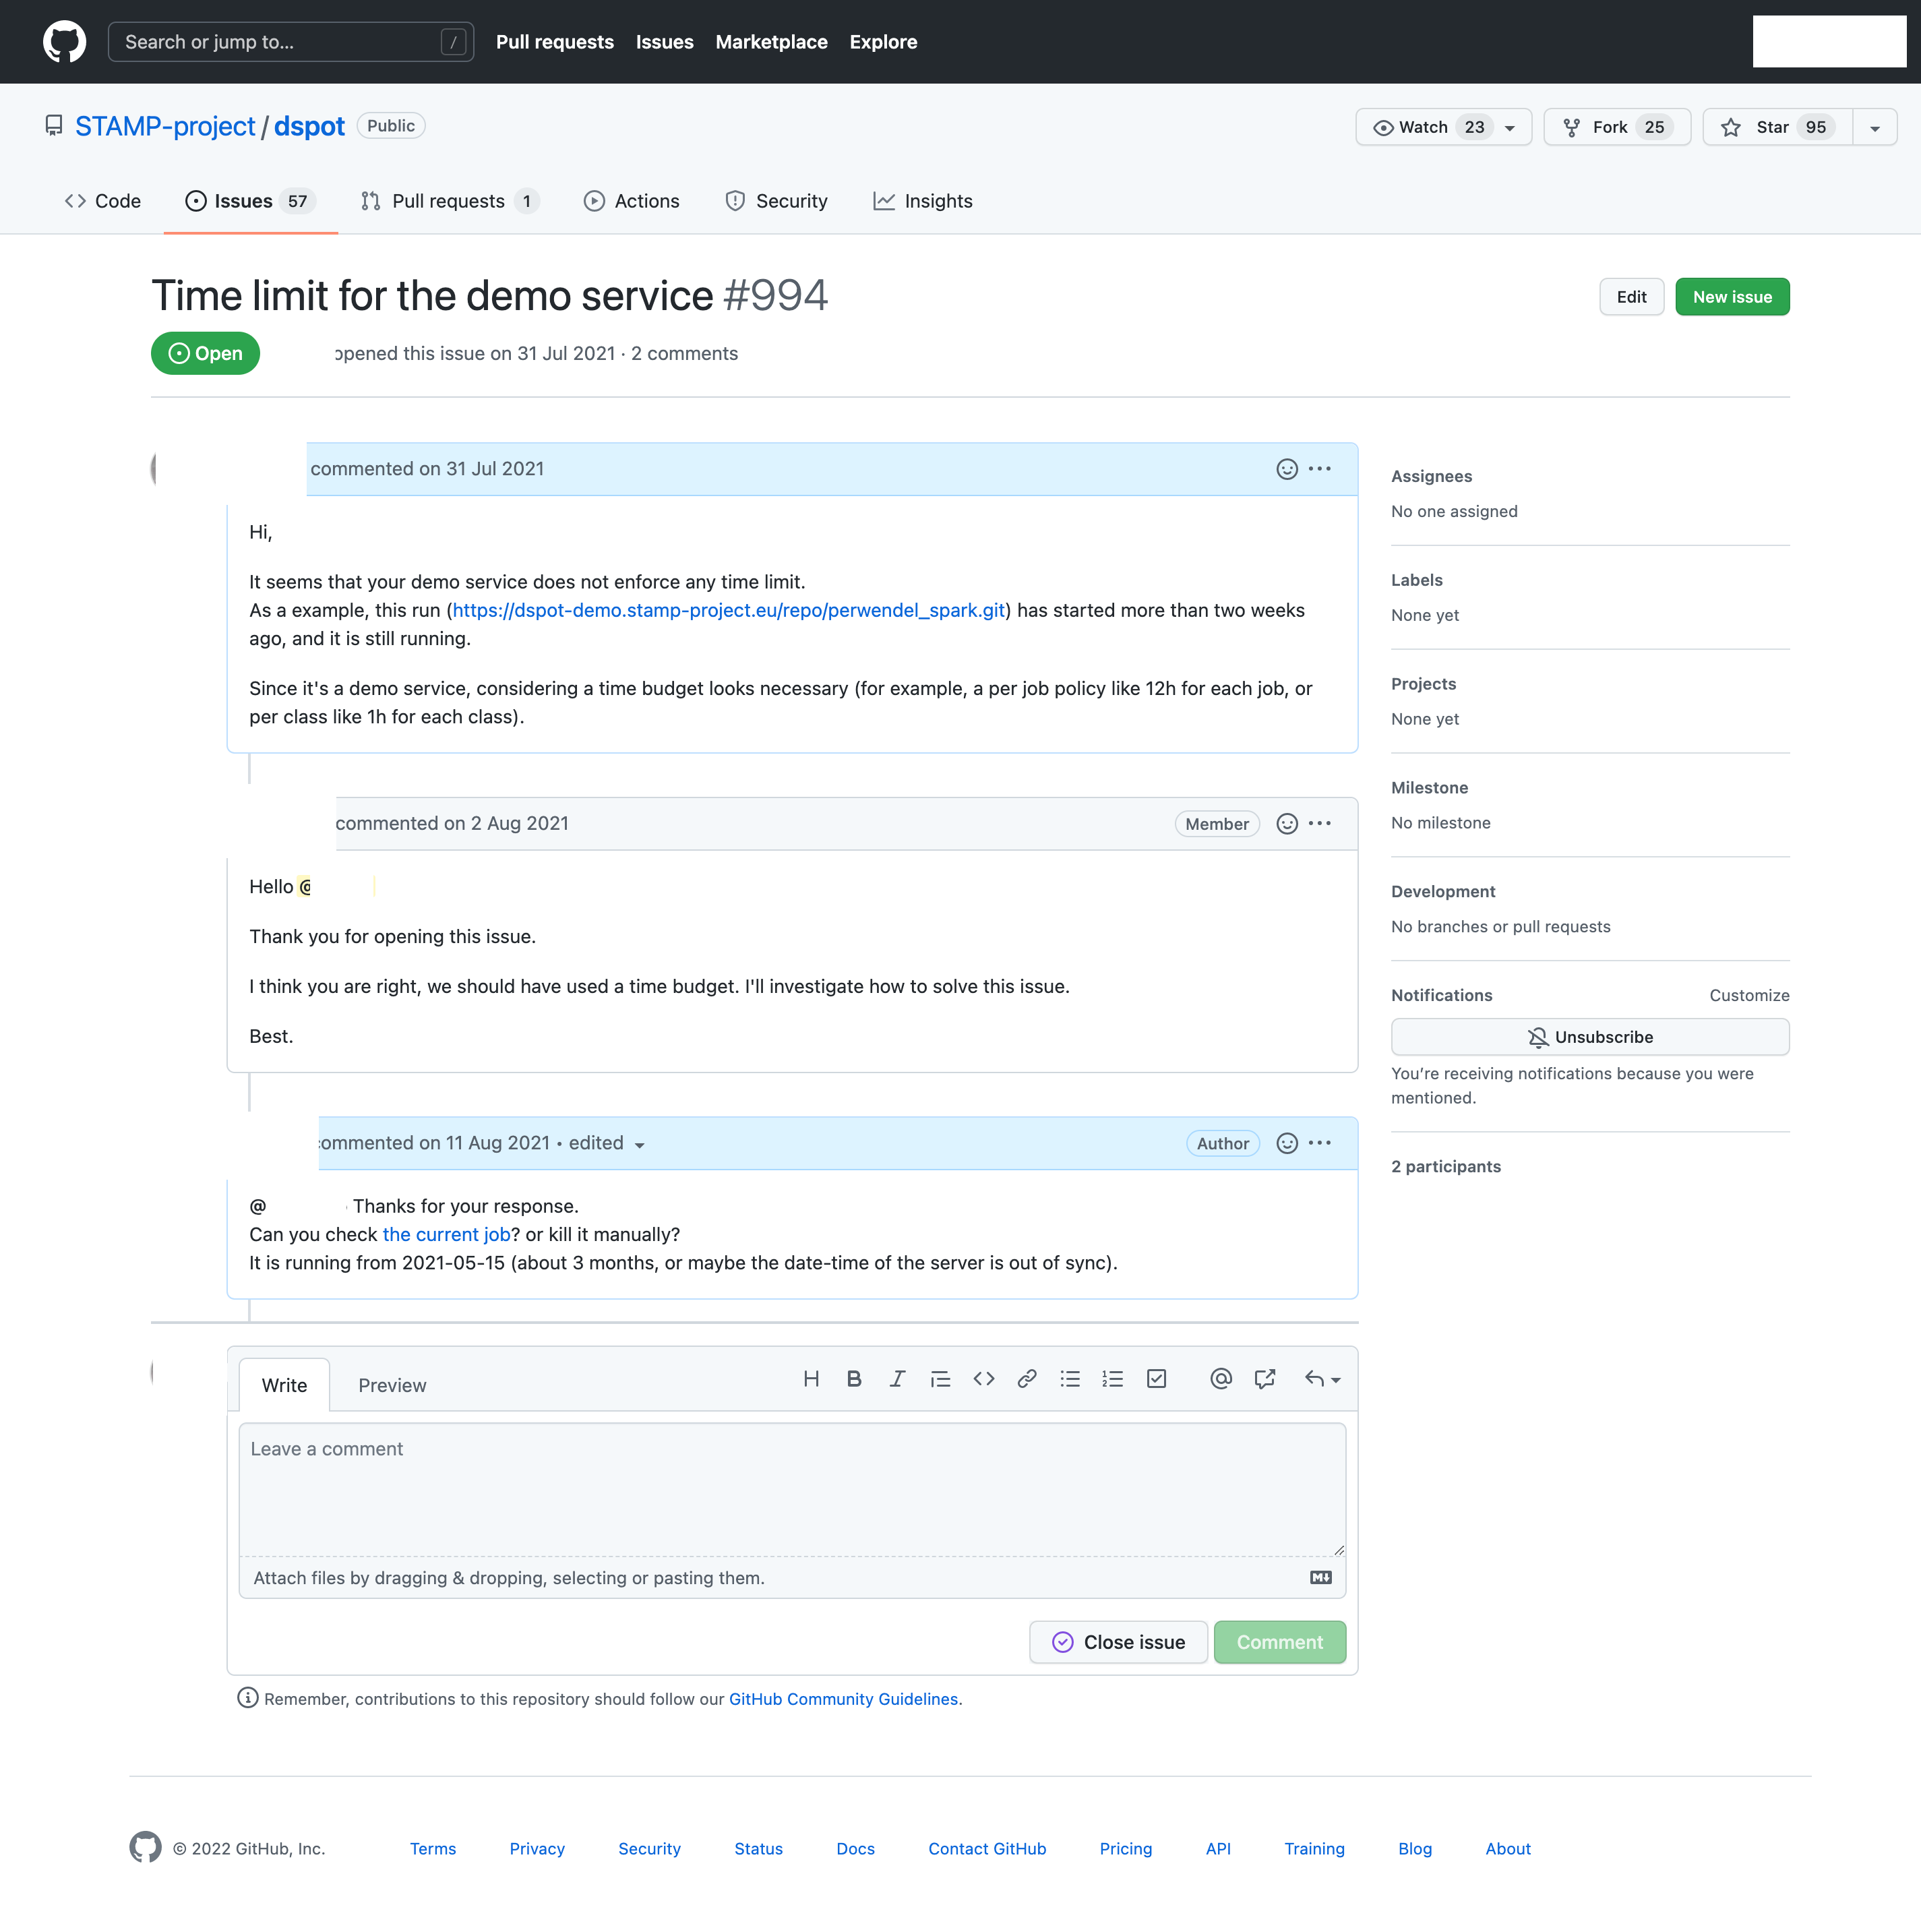 Search or jump to...
/
Pull requests
Issues
Marketplace
Explore
STAMP-project / dspot
Public
Watch 23
Fork 25
Star 95
Code
Issues 57
Pull requests 1
Actions
Security
Insights
Time limit for the demo service #994
Edit
New issue
Open
opened this issue on 31 Jul 2021 · 2 comments
commented on 31 Jul 2021
Hi,
It seems that your demo service does not enforce any time limit.
As a example, this run (https://dspot-demo.stamp-project.eu/repo/perwendel_spark.git) has started more than two weeks
ago, and it is still running.
Since it's a demo service, considering a time budget looks necessary (for example, a per job policy like 12h for each job, or
per class like 1h for each class).
commented on 2 Aug 2021
Member
Hello @
Thank you for opening this issue.
I think you are right, we should have used a time budget. I'll investigate how to solve this issue.
Best.
commented on 11 Aug 2021 • edited
Author
@ Thanks for your response.
Can you check the current job? or kill it manually?
It is running from 2021-05-15 (about 3 months, or maybe the date-time of the server is out of sync).
Assignees
No one assigned
Labels
None yet
Projects
None yet
Milestone
No milestone
Development
No branches or pull requests
Notifications
Customize
Unsubscribe
You're receiving notifications because you were
mentioned.
2 participants
Write
Preview
Leave a comment
Attach files by dragging & dropping, selecting or pasting them.
Close issue
Comment
Remember, contributions to this repository should follow our GitHub Community Guidelines.
© 2022 GitHub, Inc.
Terms
Privacy
Security
Status
Docs
Contact GitHub
Pricing
API
Training
Blog
About